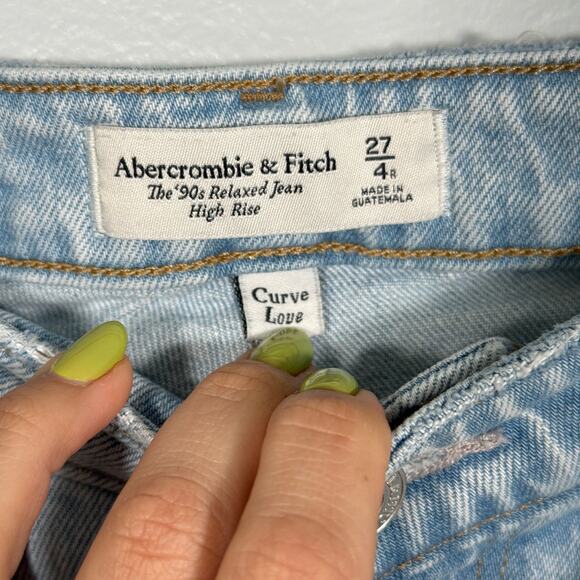 Abercrombie & Fitch
The '90s Relaxed Jean
High Rise
27
4R
MADE IN
GUATEMALA
Curve
Love